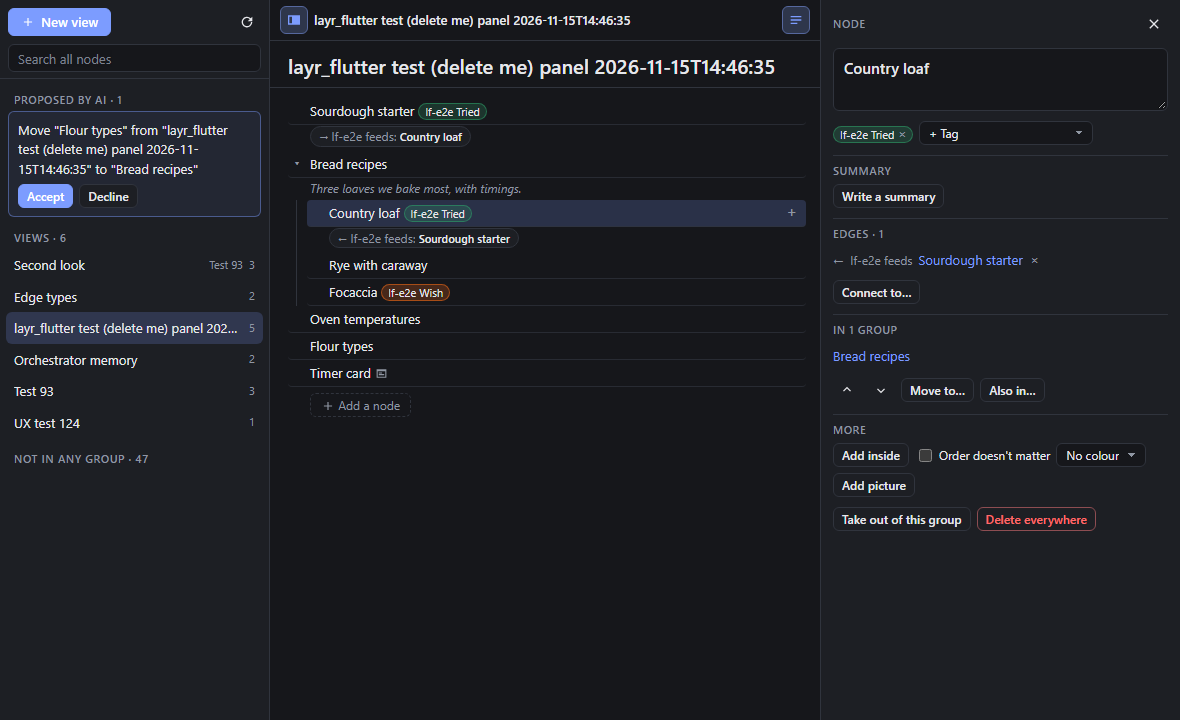 + New view
Search all nodes
PROPOSED BY AI · 1
Move "Flour types" from "layr_flutter
test (delete me) panel 2026-11-
15T14:46:35" to "Bread recipes"
Accept Decline
VIEWS · 6
Second look Test 93 3
Edge types 2
layr_flutter test (delete me) panel 202... 5
Orchestrator memory 2
Test 93 3
UX test 124 1
NOT IN ANY GROUP · 47
layr_flutter test (delete me) panel 2026-11-15T14:46:35
layr_flutter test (delete me) panel 2026-11-15T14:46:35
Sourdough starter lf-e2e Tried
→ lf-e2e feeds: Country loaf
Bread recipes
Three loaves we bake most, with timings.
Country loaf lf-e2e Tried +
← lf-e2e feeds: Sourdough starter
Rye with caraway
Focaccia lf-e2e Wish
Oven temperatures
Flour types
Timer card
+ Add a node
NODE
Country loaf
lf-e2e Tried × + Tag
SUMMARY
Write a summary
EDGES · 1
← lf-e2e feeds Sourdough starter ×
Connect to...
IN 1 GROUP
Bread recipes
Move to... Also in...
MORE
Add inside Order doesn't matter No colour
Add picture
Take out of this group Delete everywhere